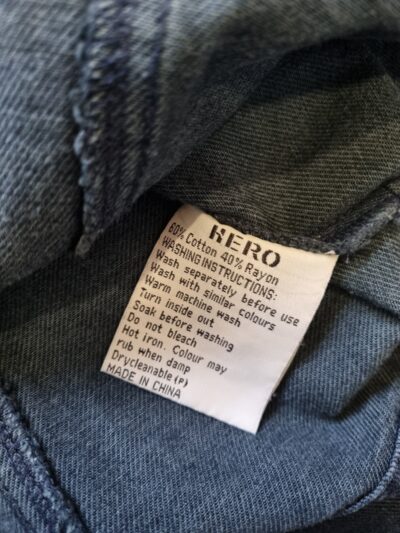 HERO
60% Cotton 40% Rayon
WASHING INSTRUCTIONS:
Wash separately before use
Wash with similar colours
Warm machine wash
Turn inside out
Soak before washing
Do not bleach
Hot iron. Colour may
rub when damp
Drycleanable (P)
MADE IN CHINA